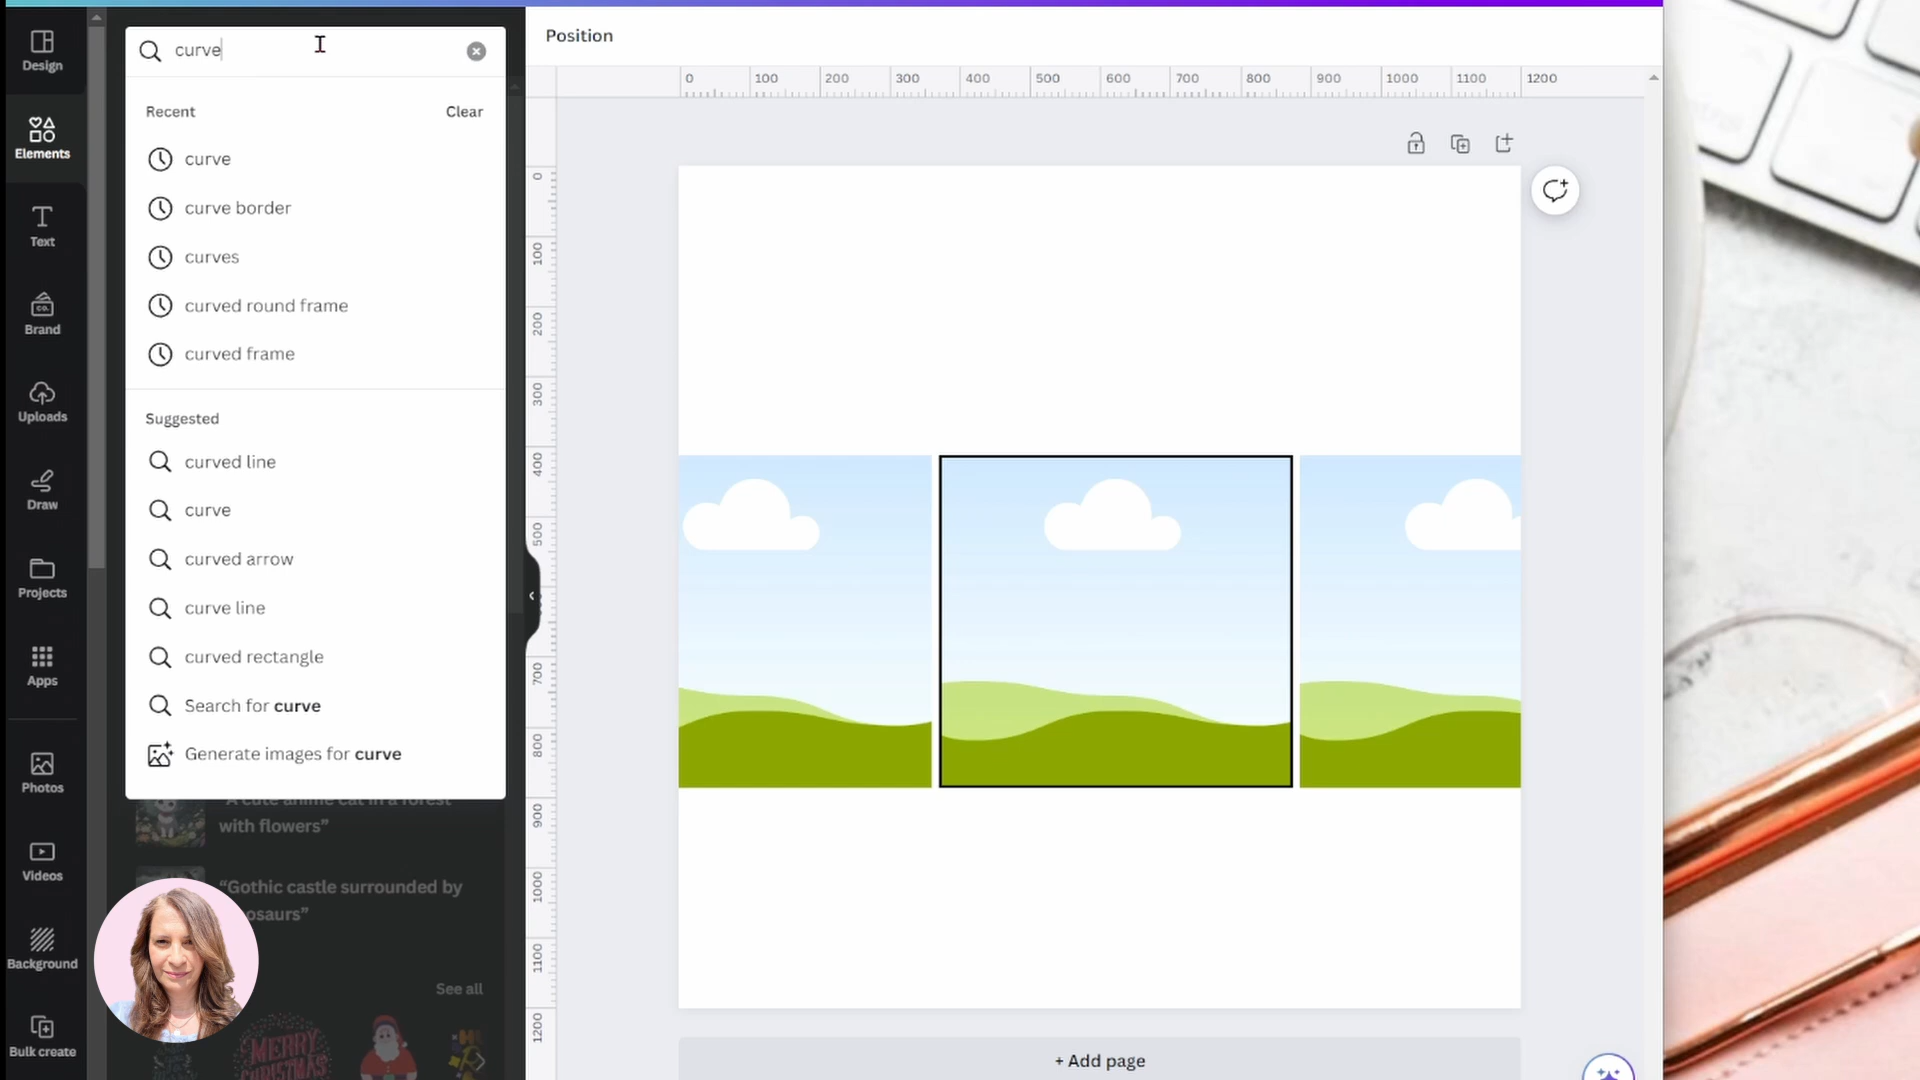 Design
Elements
Text
Brand
Uploads
Draw
Projects
Apps
Photos
Videos
Background
Bulk create
curve
Recent
Clear
curve
curve border
curves
curved round frame
curved frame
Suggested
curved line
curve
curved arrow
curve line
curved rectangle
Search for curve
Generate images for curve
"A cute anime cat in a forest
with flowers"
"Gothic castle surrounded by
See all
MERRY
CHRISTMAS
Position
0 100 200 300 400 500 600 700 800 900 1000 1100 1200
0
100
200
300
400
500
700
800
900
1000
1100
1200
+ Add page